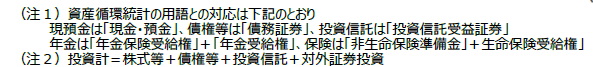 （注１）資産循環統計の用語との対応は下記のとおり
現預金は「現金・預金」、債権等は「債務証券」、投資信託は「投資信託受益証券」
年金は「年金保険受給権」＋「年金受給権」、保険は「非生命保険準備金」＋生命保険受給権」
（注２）投資計＝株式等＋債権等＋投資信託＋対外証券投資